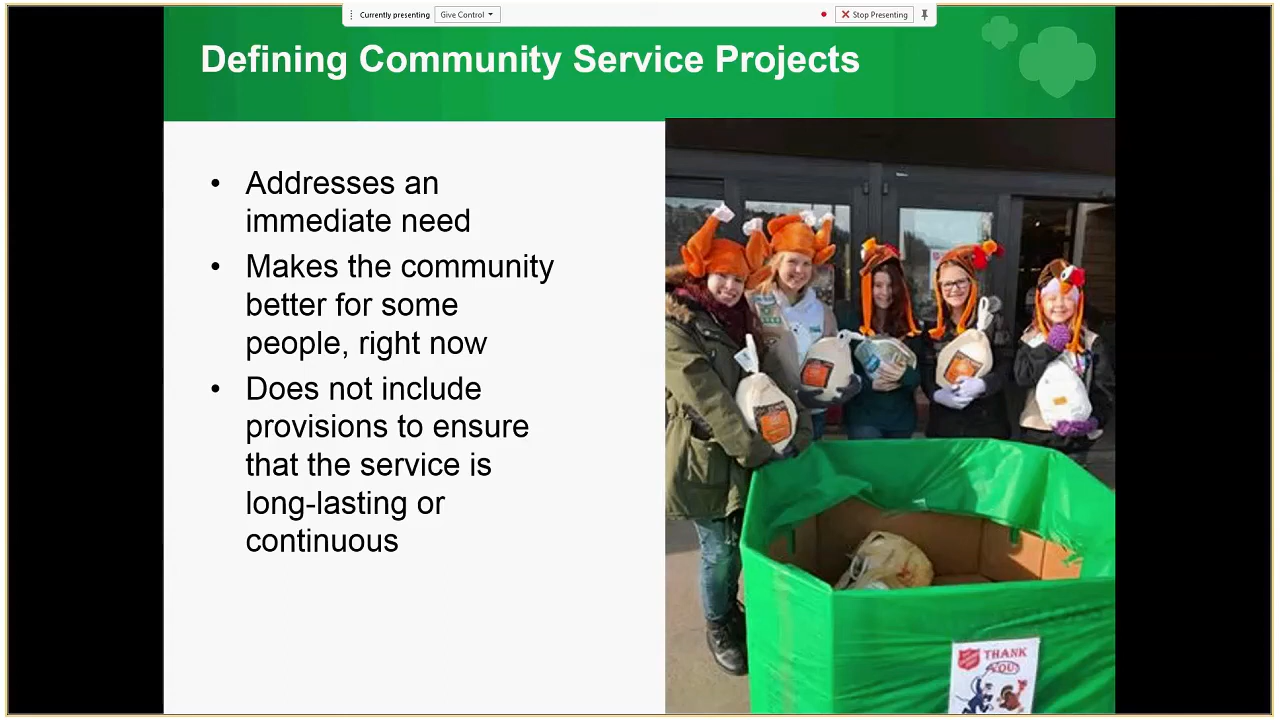 Currently presenting
Give Control
Stop Presenting
Defining Community Service Projects
• Addresses an
immediate need
• Makes the community
better for some
people, right now
• Does not include
provisions to ensure
that the service is
long-lasting or
continuous
THANK
YOU!